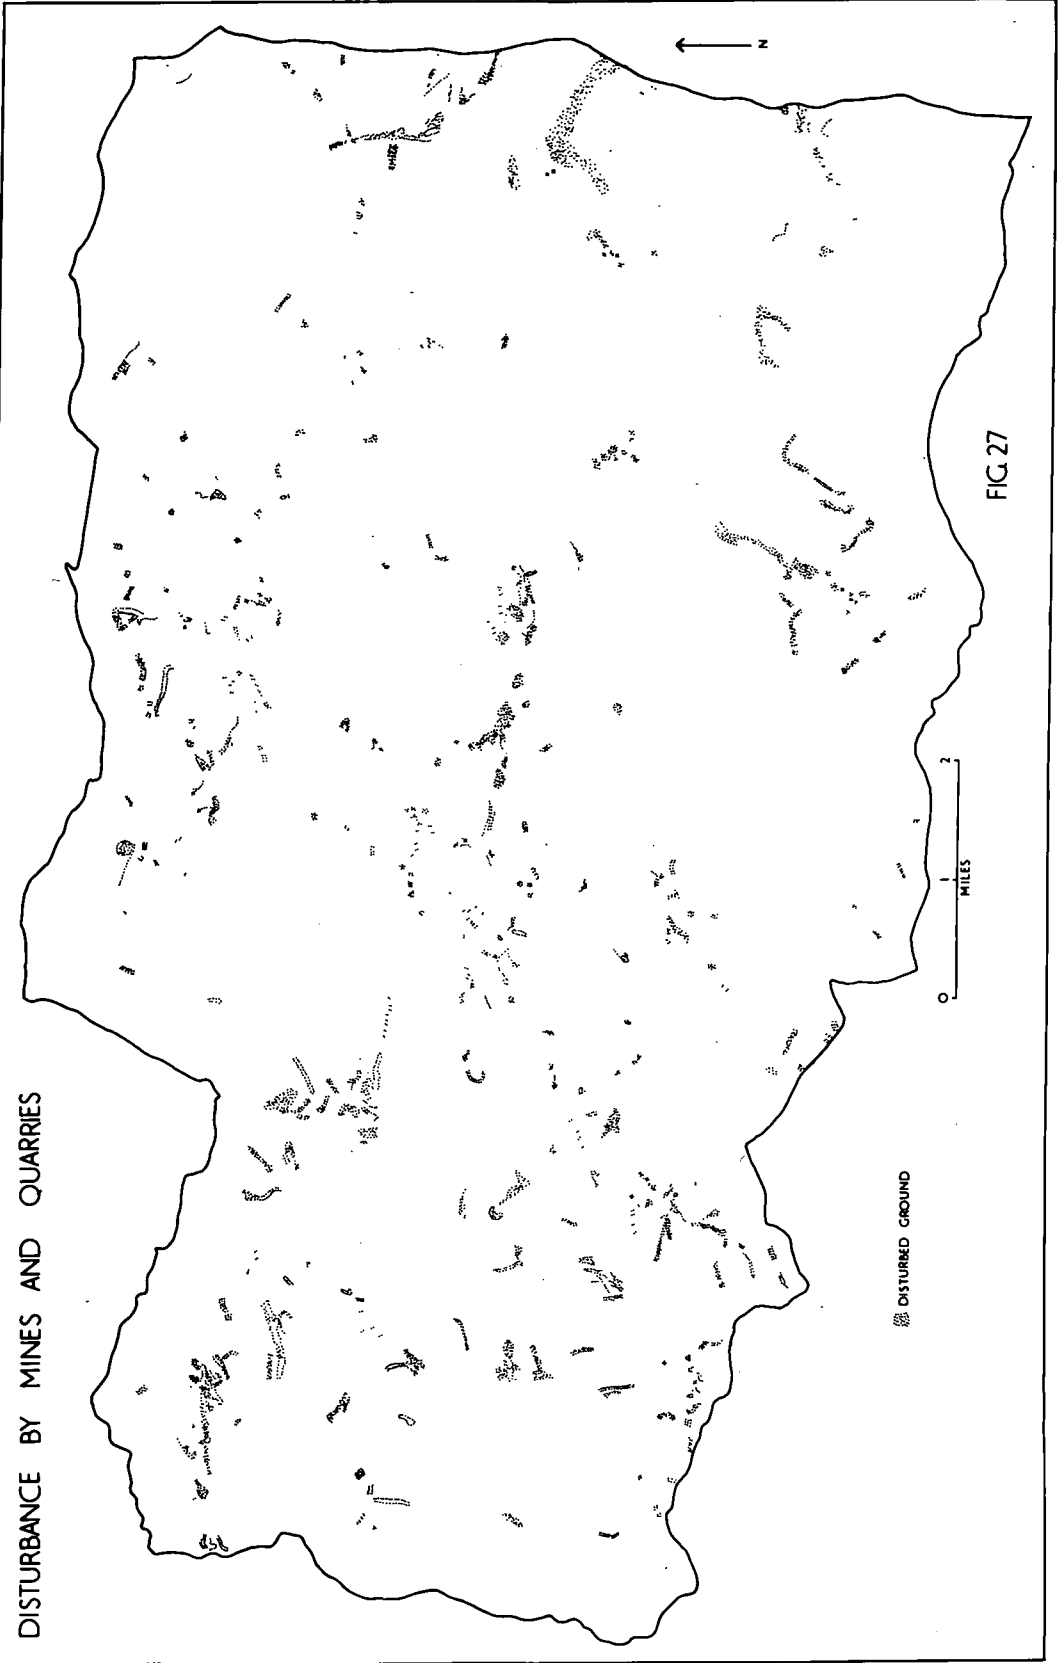 DISTURBANCE BY MINES AND QUARRIES
N
FIG. 27
0 1 2
MILES
DISTURBED GROUND